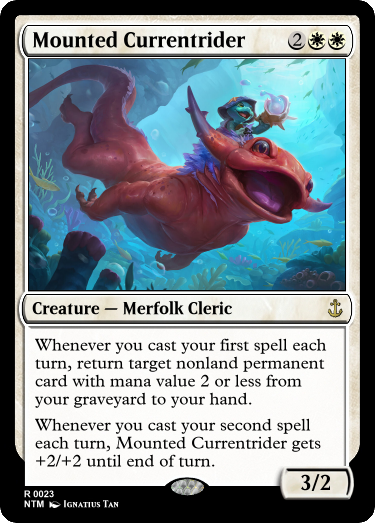 Mounted Currentrider 2
Creature — Merfolk Cleric
Whenever you cast your first spell each
turn, return target nonland permanent
card with mana value 2 or less from
your graveyard to your hand.
Whenever you cast your second spell
each turn, Mounted Currentrider gets
+2/+2 until end of turn.
3/2
R 0023
NTM Ignatius Tan